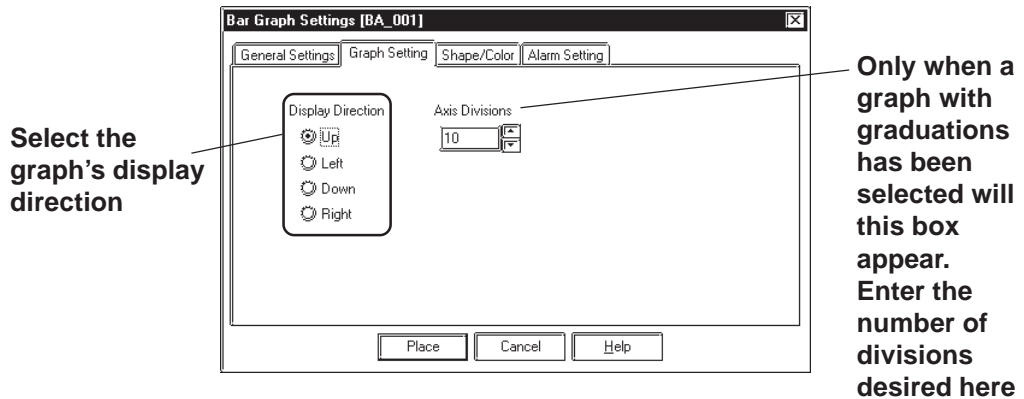 Bar Graph Settings [BA_001]
General Settings Graph Setting Shape/Color Alarm Setting
Display Direction
Up
Left
Down
Right
Axis Divisions
10
Place Cancel Help
Select the
graph's display
direction
Only when a
graph with
graduations
has been
selected will
this box
appear.
Enter the
number of
divisions
desired here